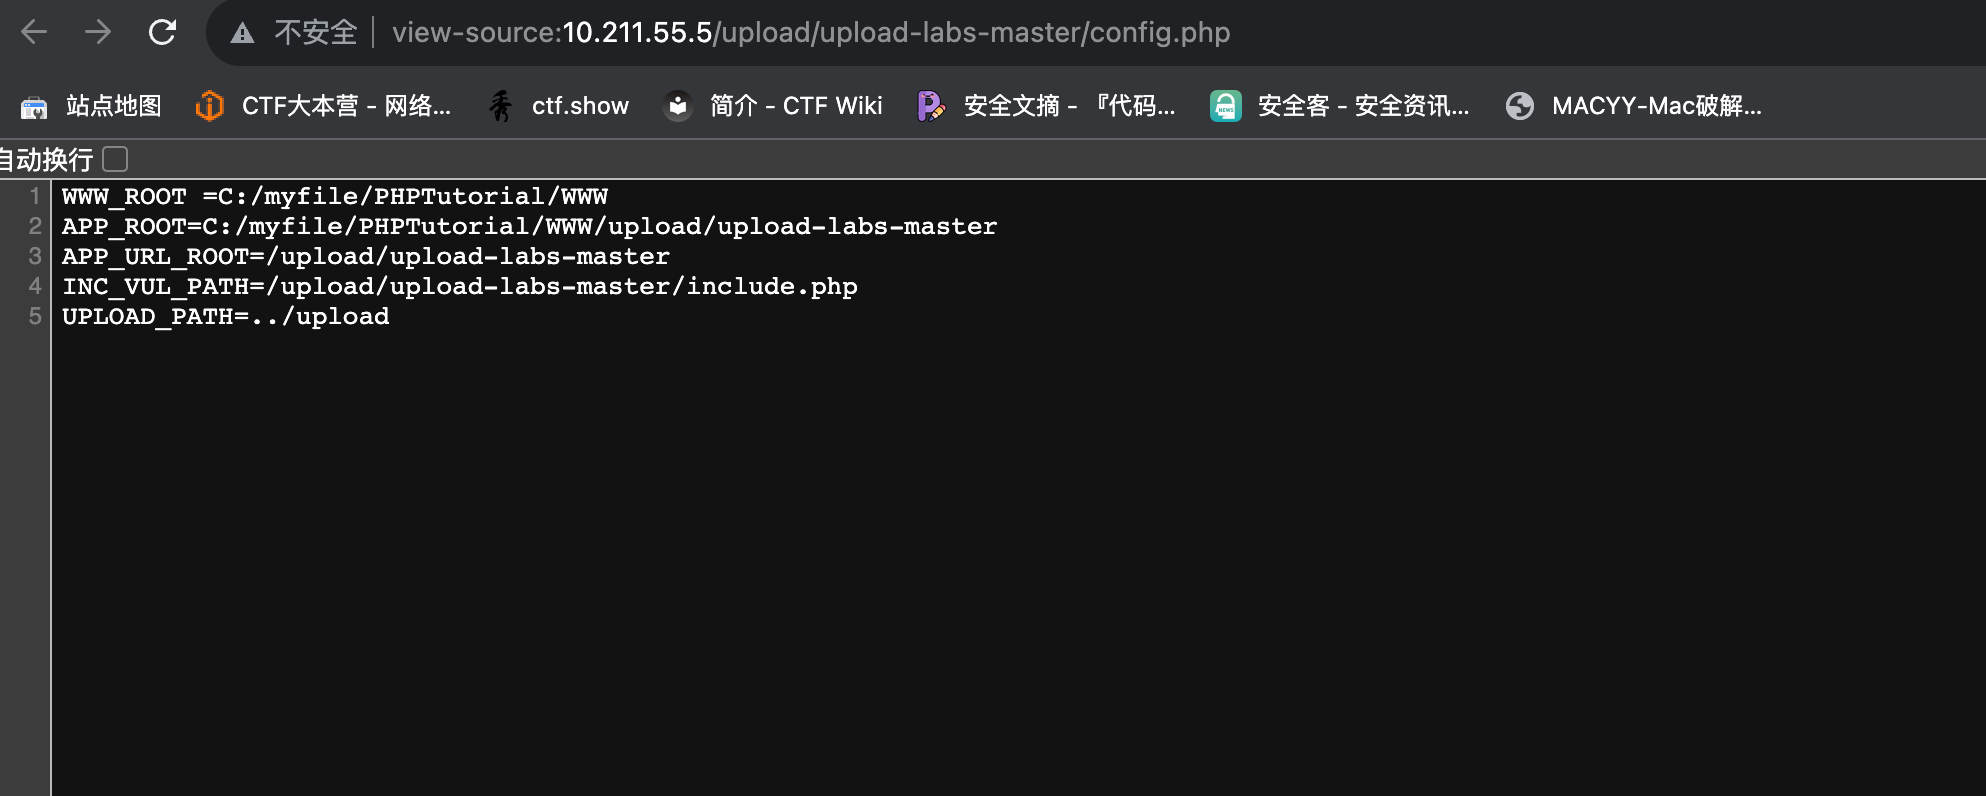 不安全 view-source:10.211.55.5/upload/upload-labs-master/config.php
站点地图 CTF大本营 - 网络... ctf.show 简介 - CTF Wiki 安全文摘 - 『代码... 安全客 - 安全资讯... MACYY-Mac破解...
自动换行
1 WWW_ROOT =C:/myfile/PHPTutorial/WWW
2 APP_ROOT=C:/myfile/PHPTutorial/WWW/upload/upload-labs-master
3 APP_URL_ROOT=/upload/upload-labs-master
4 INC_VUL_PATH=/upload/upload-labs-master/include.php
5 UPLOAD_PATH=../upload